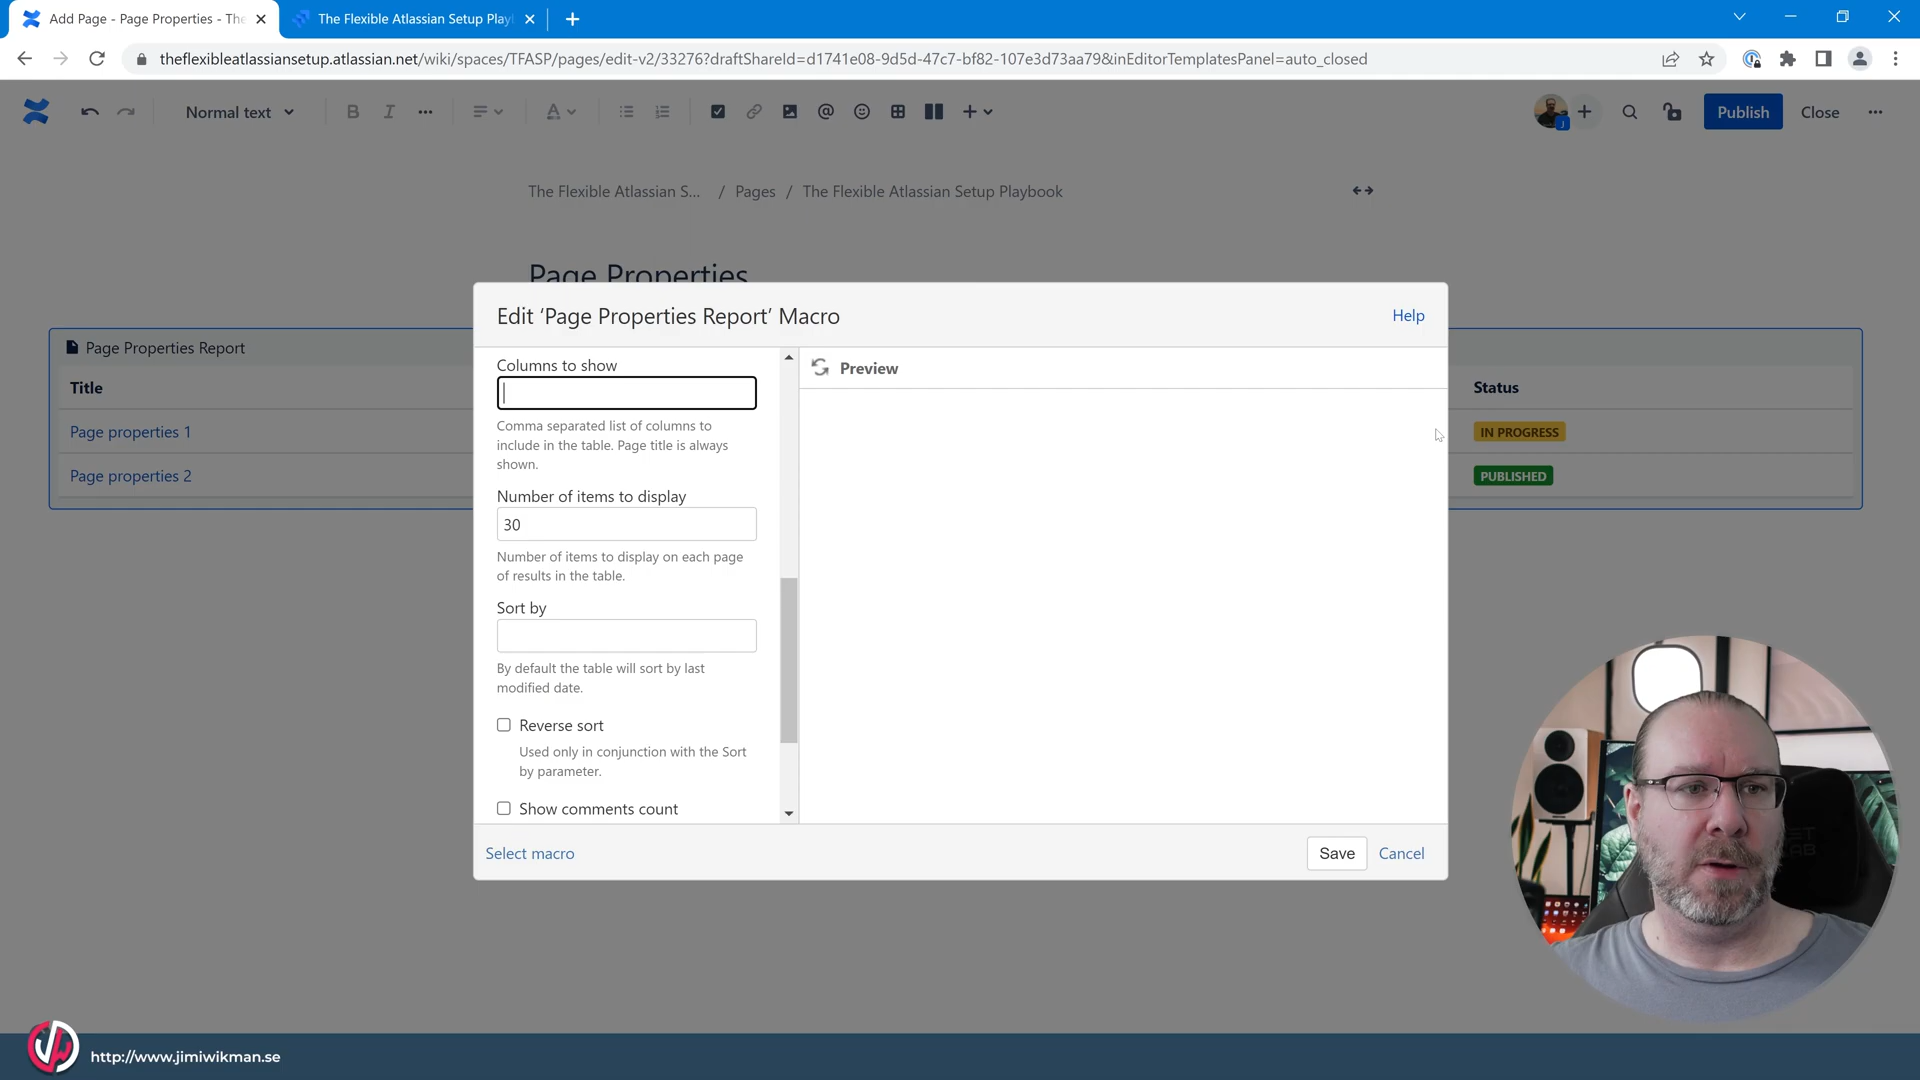 Add Page - Page Properties - The
The Flexible Atlassian Setup Play
theflexibleatlassiansetup.atlassian.net/wiki/spaces/TFASP/pages/edit-v2/33276?draftShareId=d1741e08-9d5d-47c7-bf82-107e3d73aa79&inEditorTemplatesPanel=auto_closed
Normal text
B I A @
J
Publish
Close
The Flexible Atlassian S... / Pages / The Flexible Atlassian Setup Playbook
Page Properties
Edit ‘Page Properties Report’ Macro
Help
Page Properties Report
Title
Status
Page properties 1
IN PROGRESS
Page properties 2
PUBLISHED
Columns to show
Comma separated list of columns to
include in the table. Page title is always
shown.
Number of items to display
30
Number of items to display on each page
of results in the table.
Sort by
By default the table will sort by last
modified date.
Reverse sort
Used only in conjunction with the Sort
by parameter.
Show comments count
Preview
Select macro
Save
Cancel
http://www.jimiwikman.se